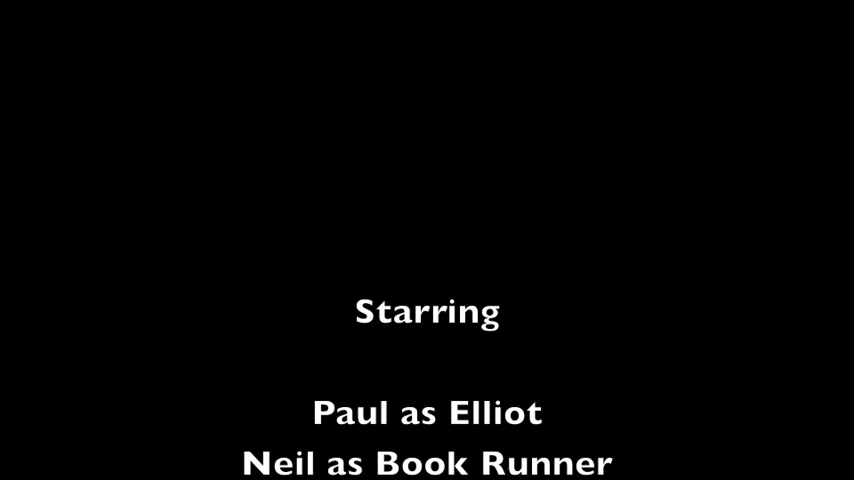 Starring
Paul as Elliot
Neil as Book Runner